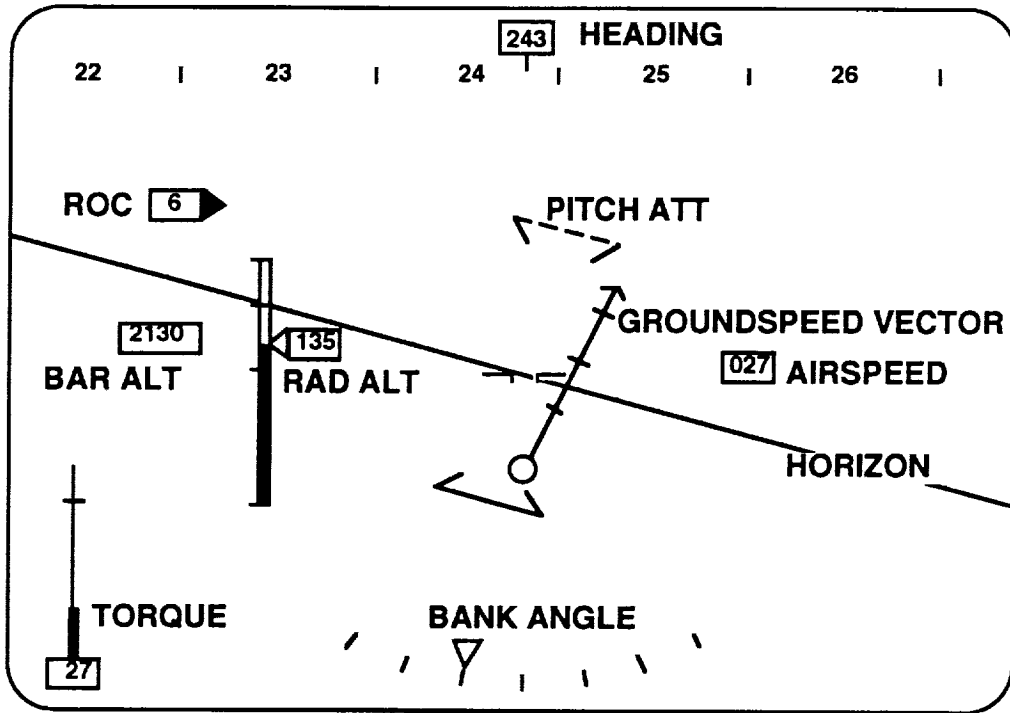 243 HEADING
22 23 24 25 26
ROC 6
PITCH ATT
GROUNDSPEED VECTOR
2130
135
BAR ALT
RAD ALT
027 AIRSPEED
HORIZON
TORQUE
BANK ANGLE
27